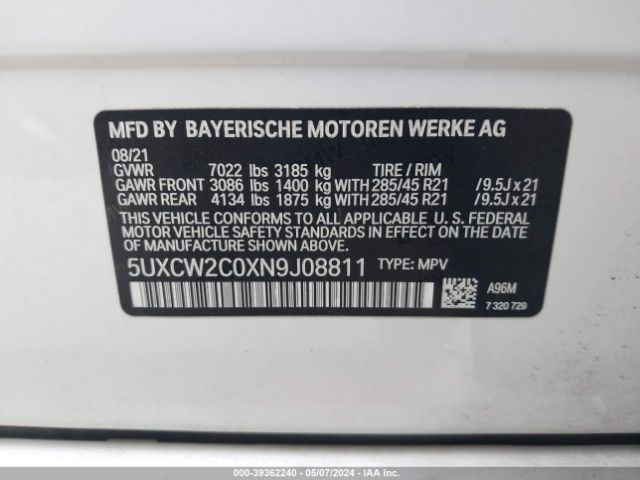 MFD BY BAYERISCHE MOTOREN WERKE AG
08/21
GVWR 7022 lbs 3185 kg TIRE / RIM
GAWR FRONT 3086 lbs 1400 kg WITH 285/45 R21 / 9.5J x 21
GAWR REAR 4134 lbs 1875 kg WITH 285/45 R21 / 9.5J x 21
THIS VEHICLE CONFORMS TO ALL APPLICABLE U. S. FEDERAL
MOTOR VEHICLE SAFETY STANDARDS IN EFFECT ON THE
DATE OF MANUFACTURE SHOWN ABOVE.
5UXCW2C0XN9J08811 TYPE: MPV
A96M
7 320 729
000-39362240 - 05/07/2024 - IAAI.COM